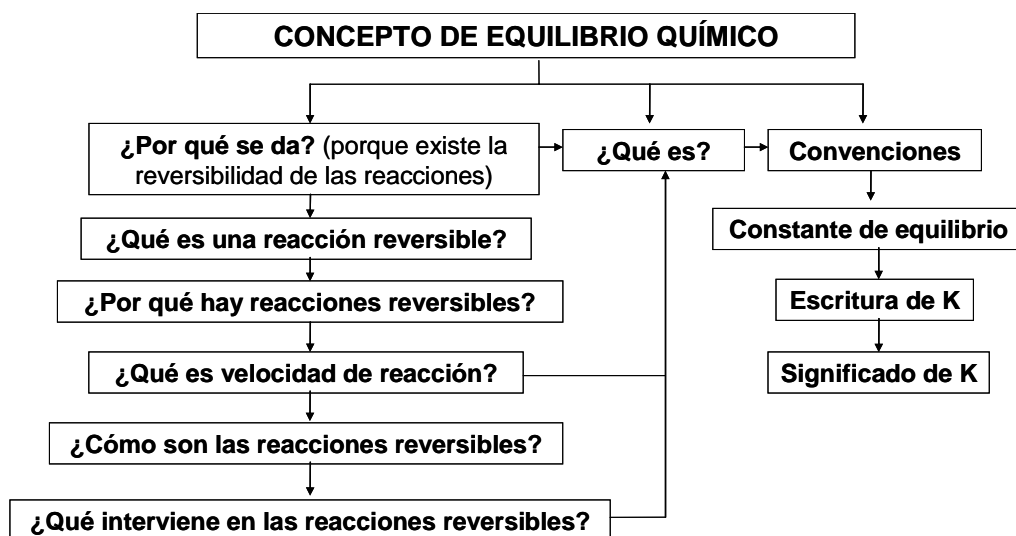 CONCEPTO DE EQUILIBRIO QUÍMICO
¿Por qué se da? (porque existe la
reversibilidad de las reacciones)
¿Qué es?
Convenciones
¿Qué es una reacción reversible?
Constante de equilibrio
¿Por qué hay reacciones reversibles?
Escritura de K
¿Qué es velocidad de reacción?
Significado de K
¿Cómo son las reacciones reversibles?
¿Qué interviene en las reacciones reversibles?